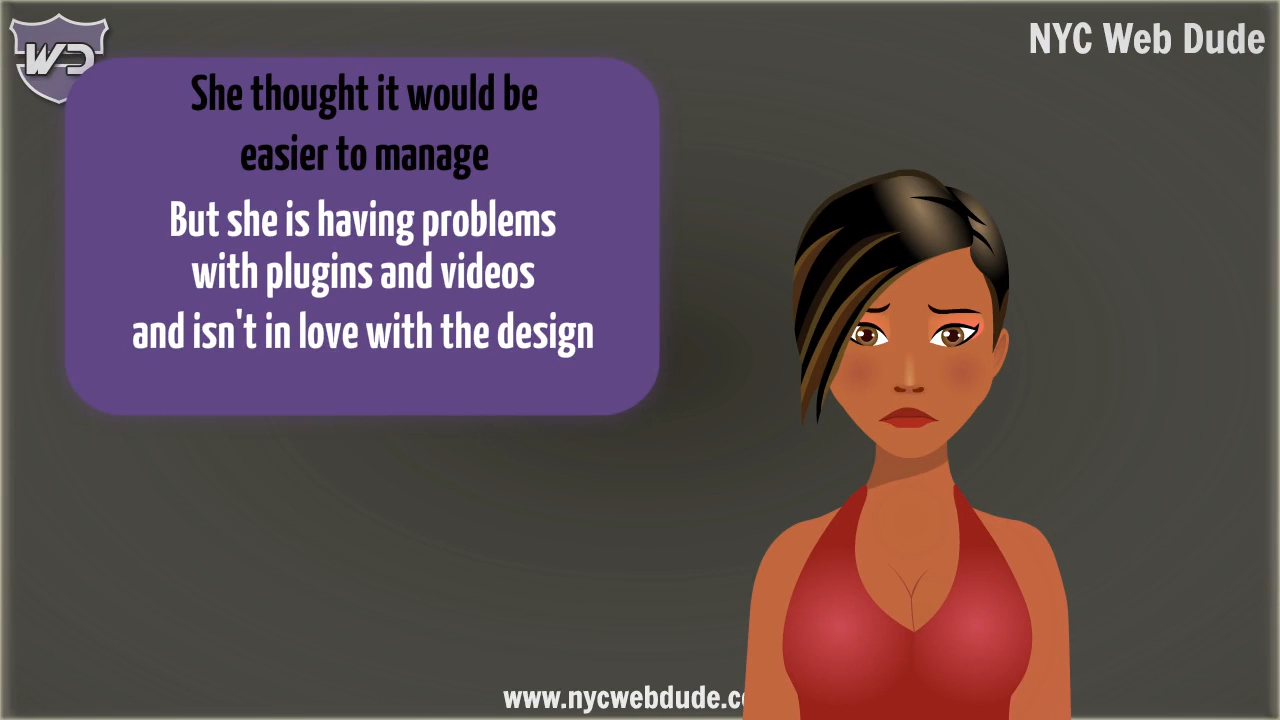 WD
NYC Web Dude
She thought it would be
easier to manage
But she is having problems
with plugins and videos
and isn't in love with the design
www.nycwebdude.c